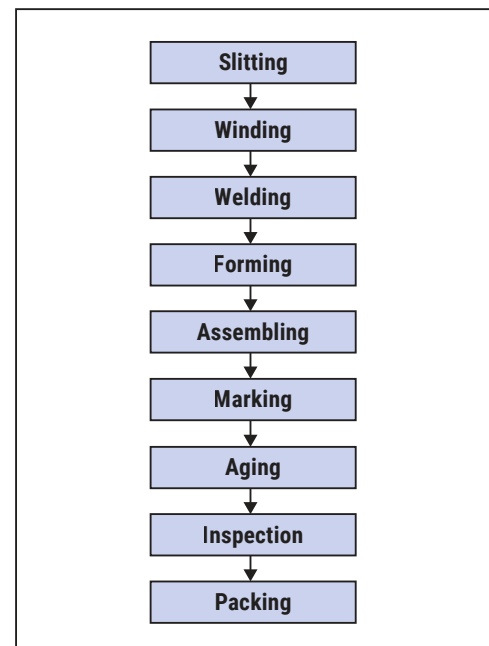 Slitting
Winding
Welding
Forming
Assembling
Marking
Aging
Inspection
Packing